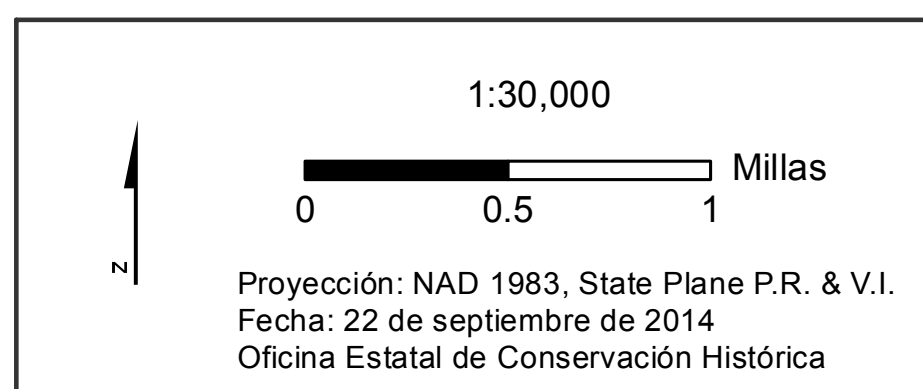 1:30,000
Millas
0 0.5 1
N
Proyección: NAD 1983, State Plane P.R. & V.I.
Fecha: 22 de septiembre de 2014
Oficina Estatal de Conservación Histórica